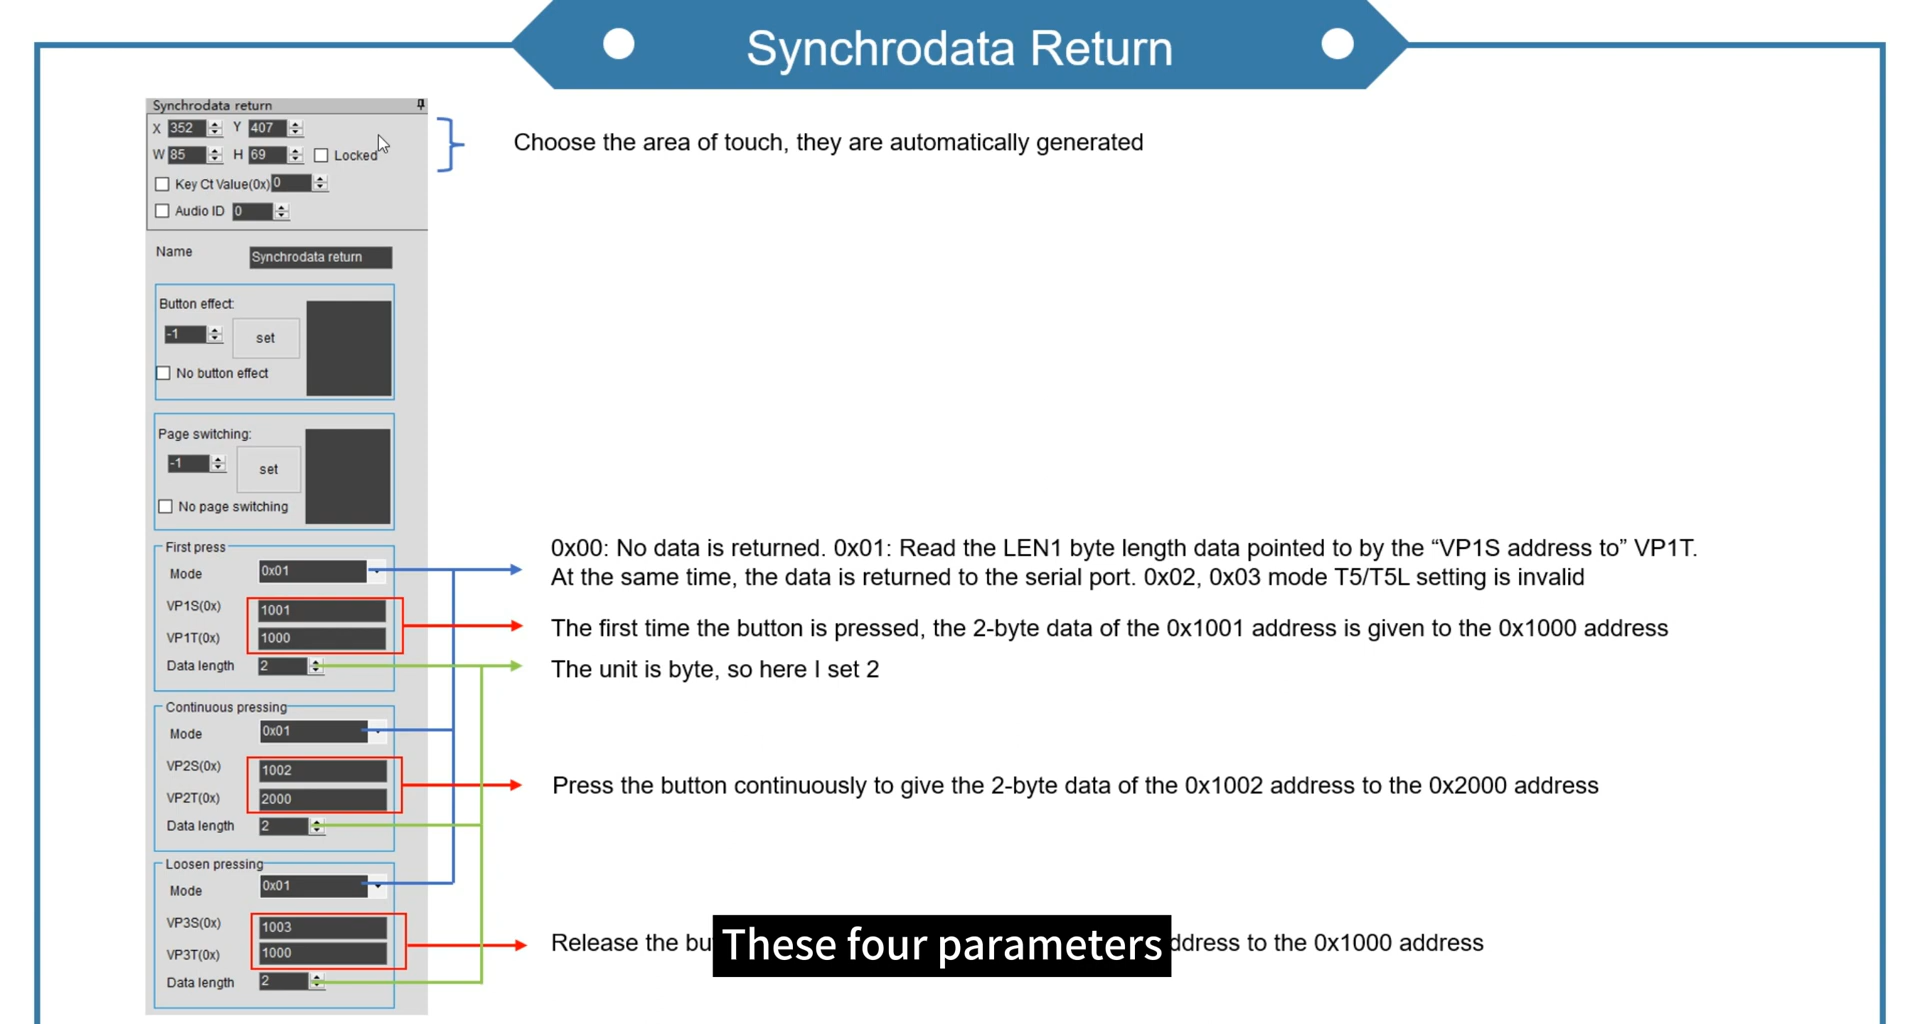 Synchrodata Return
Synchrodata return
X 352 Y 407
W 85 H 69 Locked
Choose the area of touch, they are automatically generated
Key Ct Value(0x) 0
Audio ID 0
Name Synchrodata return
Button effect:
-1 set
No button effect
Page switching:
-1 set
No page switching
First press
Mode 0x01
VP1S(0x) 1001
VP1T(0x) 1000
Data length 2
0x00: No data is returned. 0x01: Read the LEN1 byte length data pointed to by the “VP1S address to” VP1T.
At the same time, the data is returned to the serial port. 0x02, 0x03 mode T5/T5L setting is invalid
The first time the button is pressed, the 2-byte data of the 0x1001 address is given to the 0x1000 address
The unit is byte, so here I set 2
Continuous pressing
Mode 0x01
VP2S(0x) 1002
VP2T(0x) 2000
Data length 2
Press the button continuously to give the 2-byte data of the 0x1002 address to the 0x2000 address
Loosen pressing
Mode 0x01
VP3S(0x) 1003
VP3T(0x) 1000
Data length 2
Release the address to the 0x1000 address
These four parameters